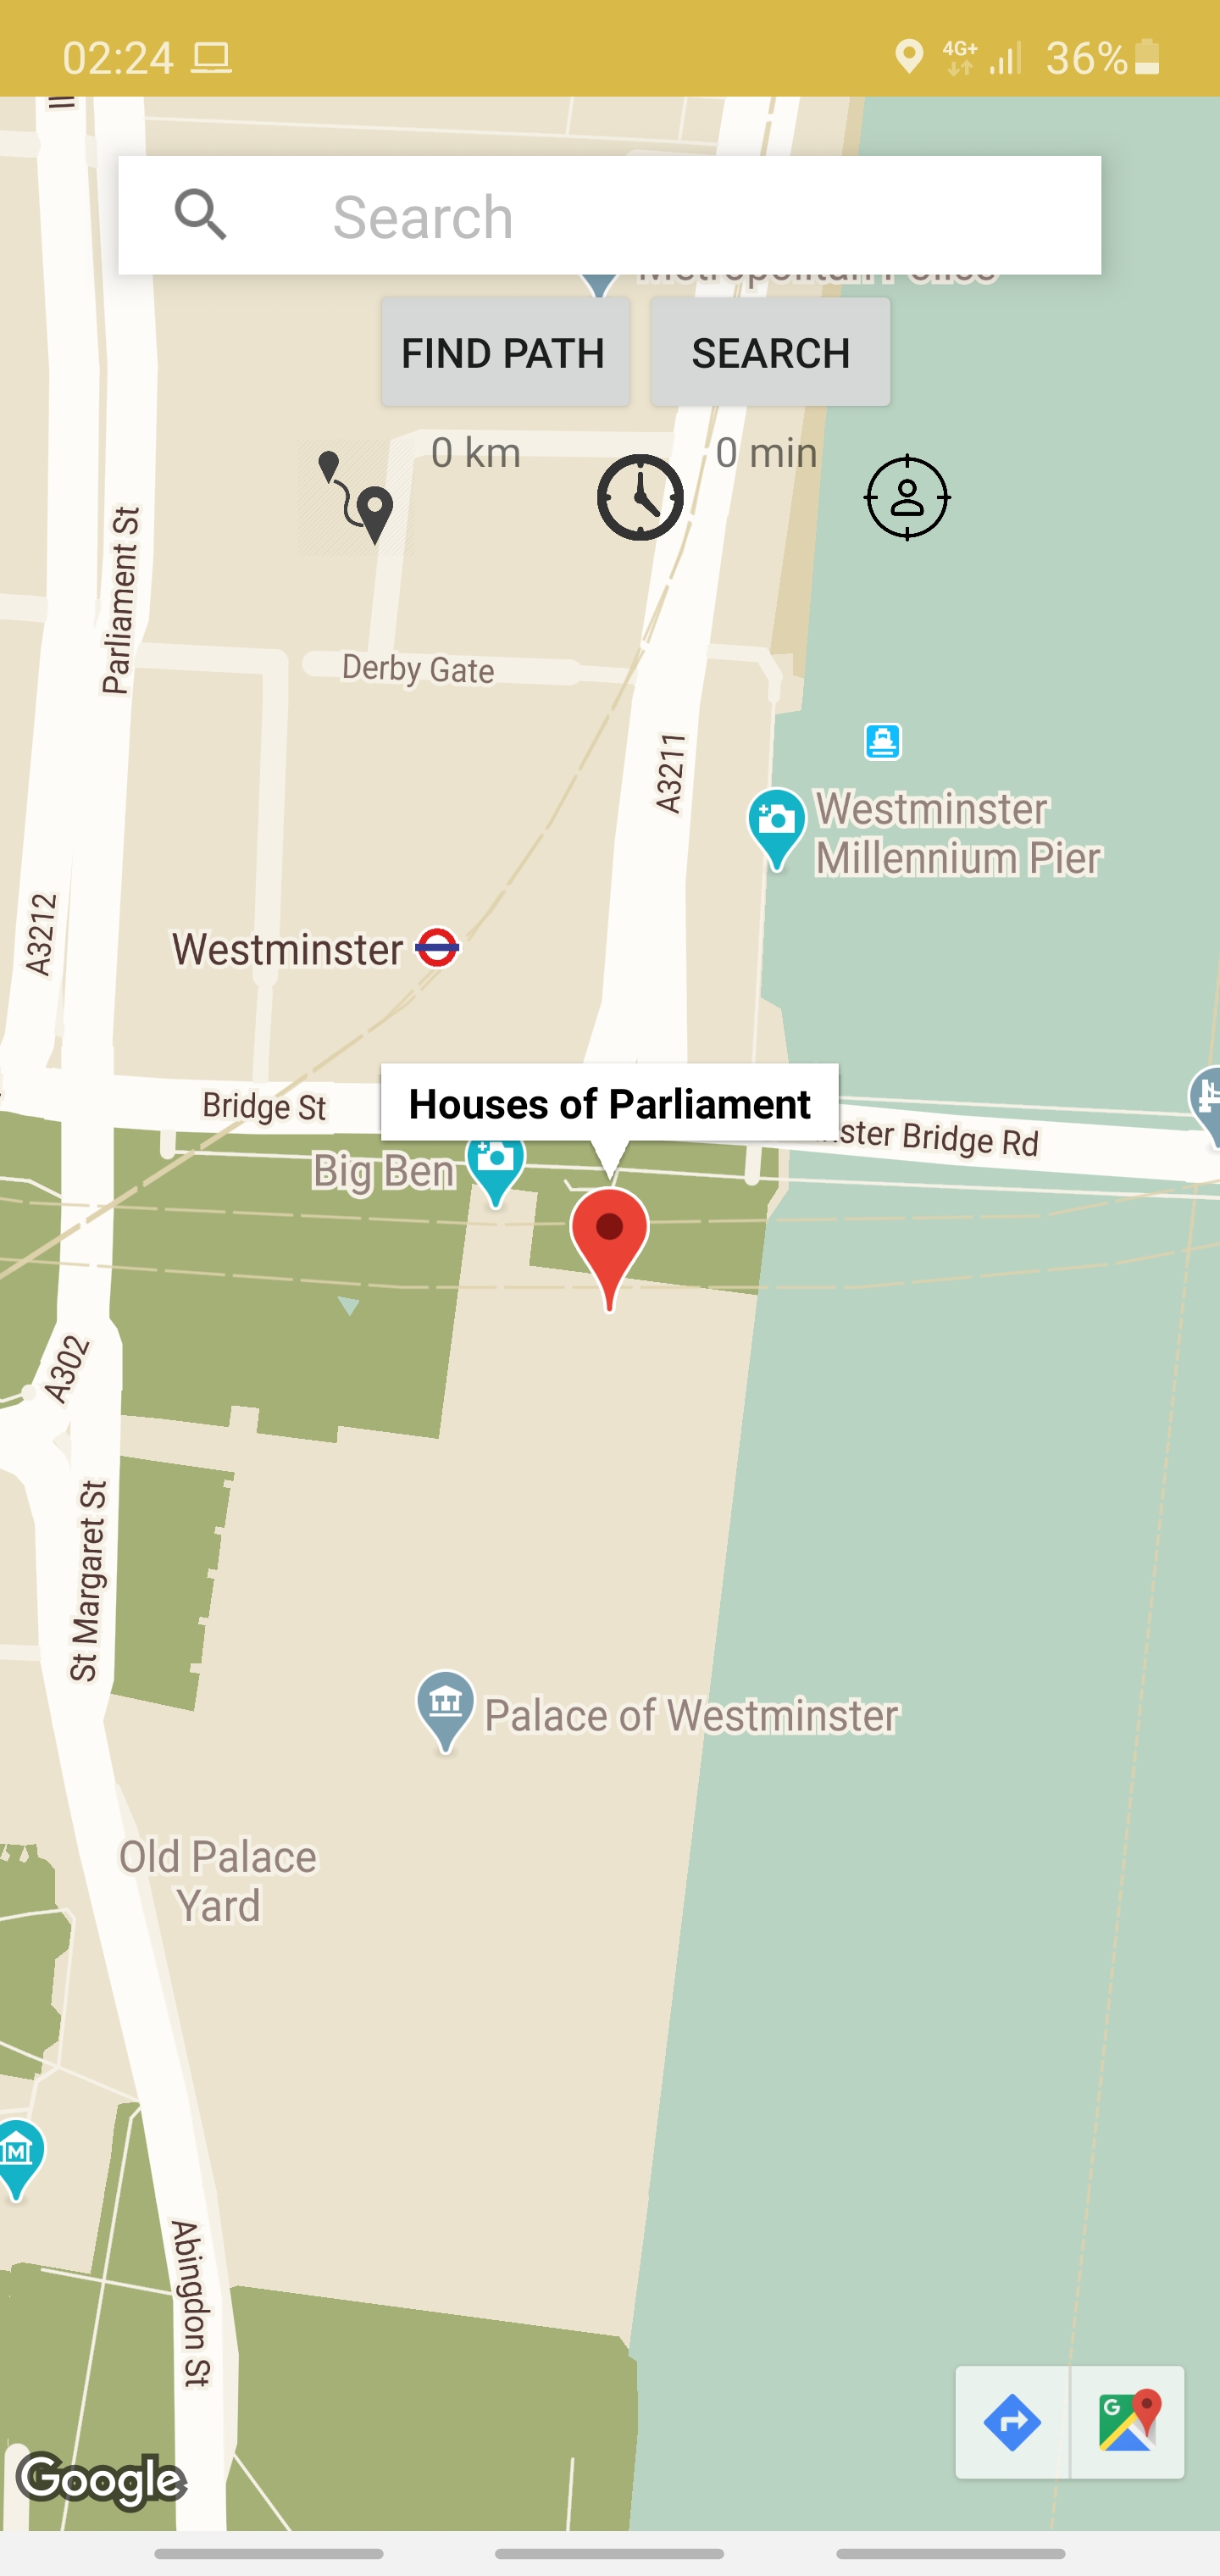 02:24
4G+
36%
Search
Metropolitan Police
FIND PATH
SEARCH
0 km
0 min
Parliament St
Derby Gate
A3211
Westminster
Millennium Pier
A3212
Westminster
Houses of Parliament
Bridge St
Bridge Rd
Big Ben
A302
St Margaret St
Palace of Westminster
Old Palace
Yard
M
Abingdon St
G
Google